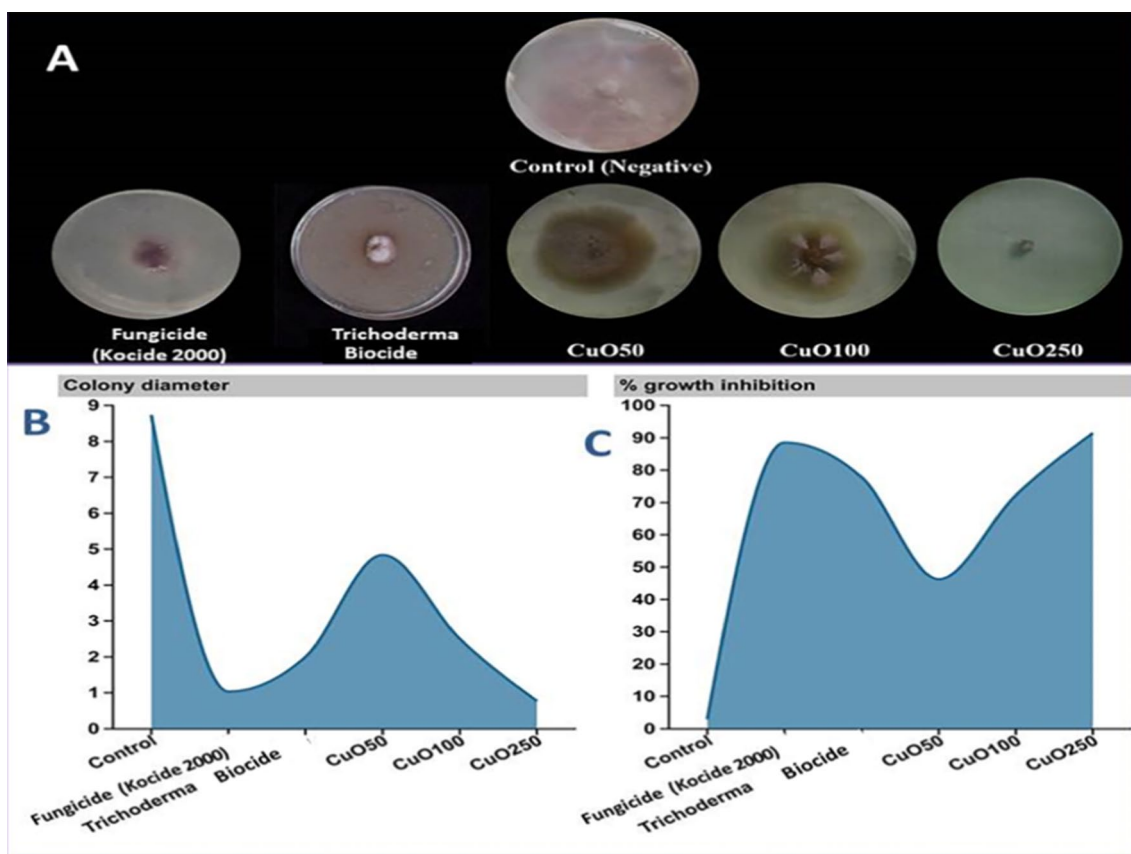 A
Control (Negative)
Fungicide
(Kocide 2000)
Trichoderma
Biocide
CuO50
CuO100
CuO250
B
Colony diameter
9
8
7
6
5
4
3
2
1
0
Control
Fungicide (Kocide 2000)
Trichoderma Biocide
CuO50
CuO100
CuO250
C
% growth inhibition
100
90
80
70
60
50
40
30
20
10
0
Control
Fungicide (Kocide 2000)
Trichoderma Biocide
CuO50
CuO100
CuO250